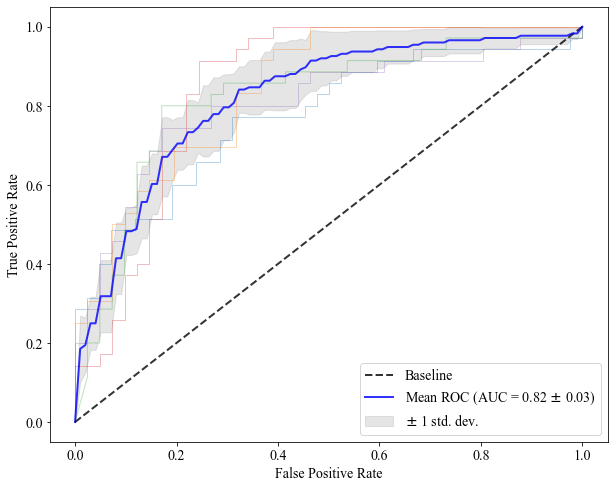 1.0
0.8
0.6
0.4
0.2
0.0
True Positive Rate
0.0 0.2 0.4 0.6 0.8 1.0
False Positive Rate
Baseline
Mean ROC (AUC = 0.82 ± 0.03)
± 1 std. dev.